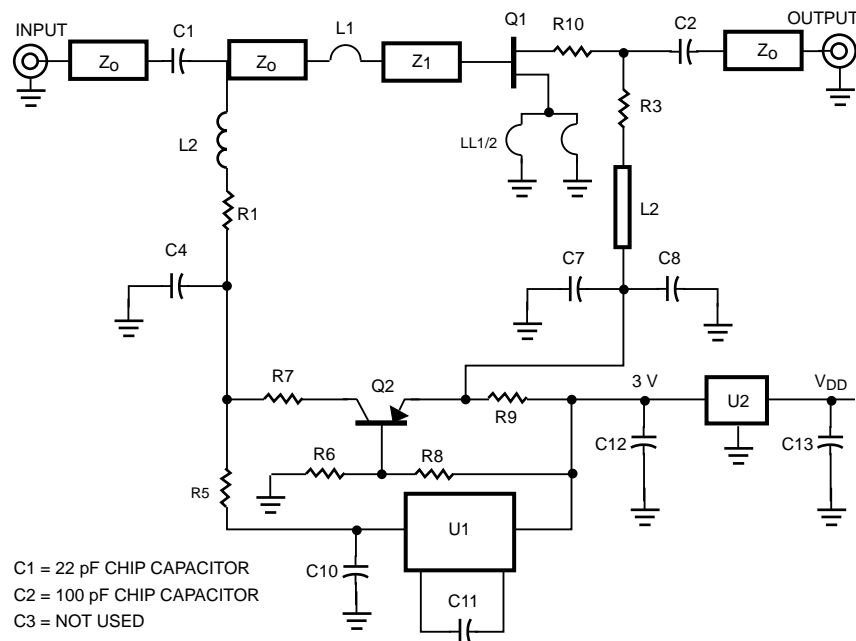 INPUT
C1
L1
Q1
R10
C2
OUTPUT
Zo
Zo
Z1
Zo
R3
LL1/2
L2
L2
R1
C4
C7
C8
R7
Q2
R9
3 V
U2
VDD
R6
R8
C12
C13
R5
U1
C10
C11
C1 = 22 pF CHIP CAPACITOR
C2 = 100 pF CHIP CAPACITOR
C3 = NOT USED